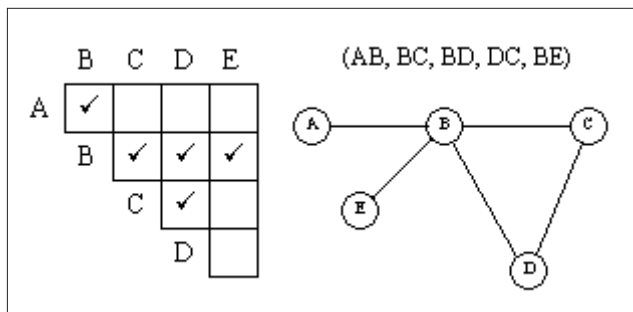 B C D E
(AB, BC, BD, DC, BE)
A ✓
B ✓ ✓ ✓
C ✓
D
A B C
E
D